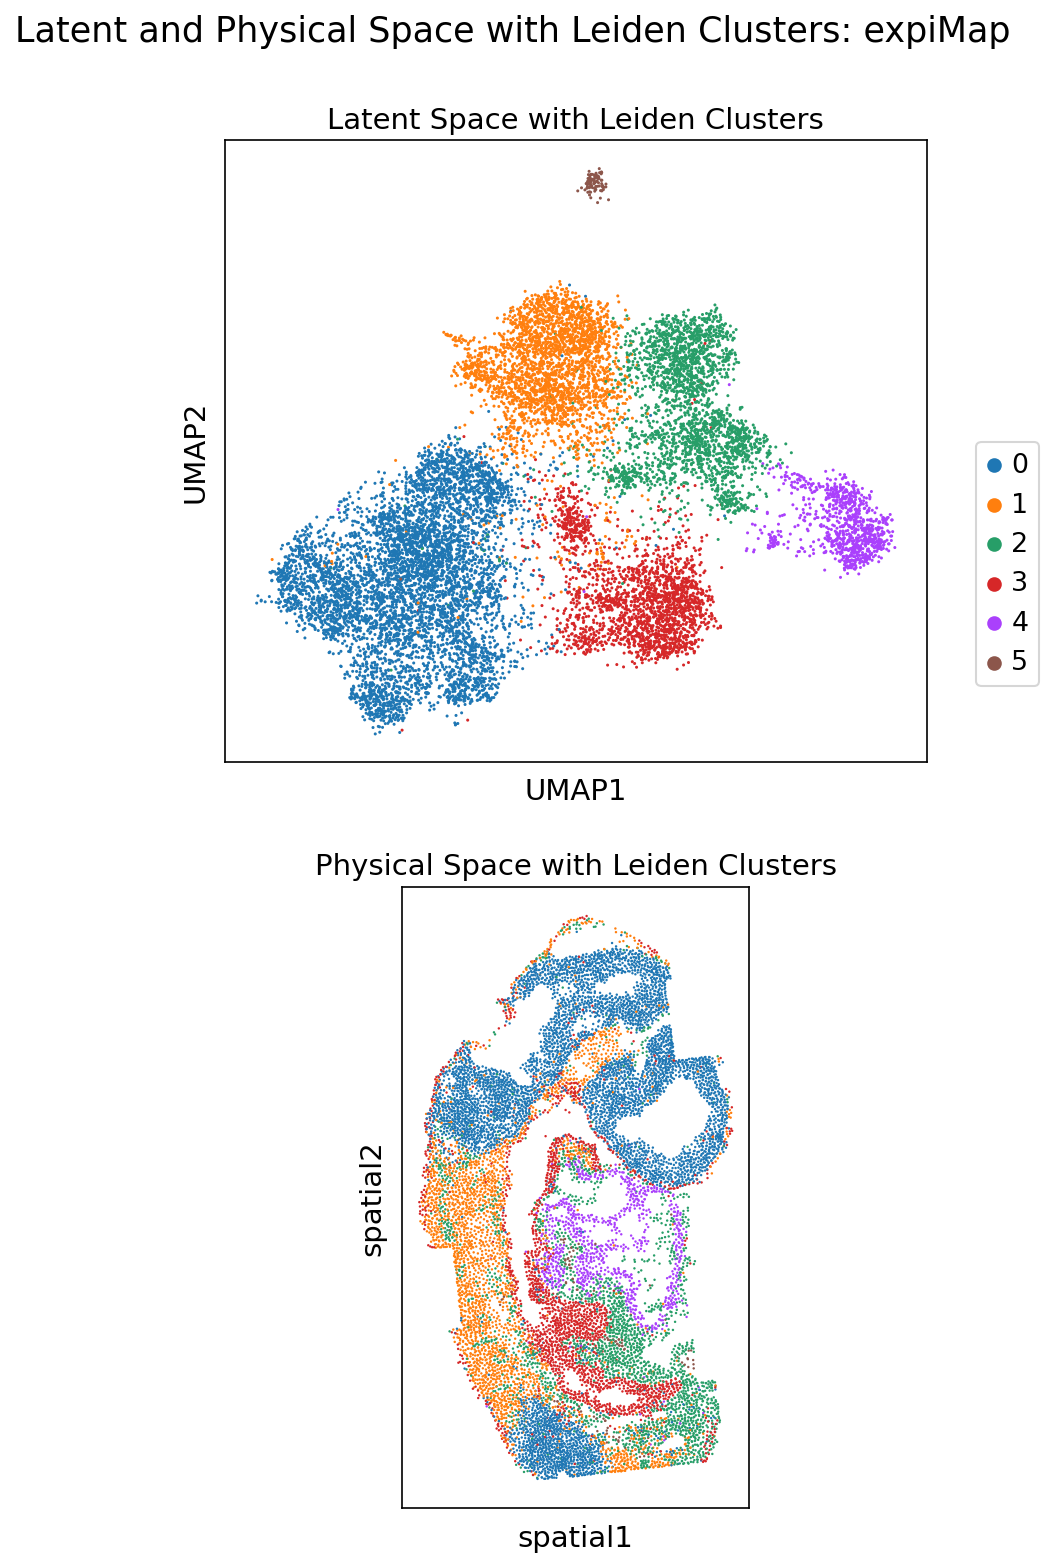 Latent and Physical Space with Leiden Clusters: expiMap
Latent Space with Leiden Clusters
UMAP2
UMAP1
0
1
2
3
4
5
Physical Space with Leiden Clusters
spatial2
spatial1